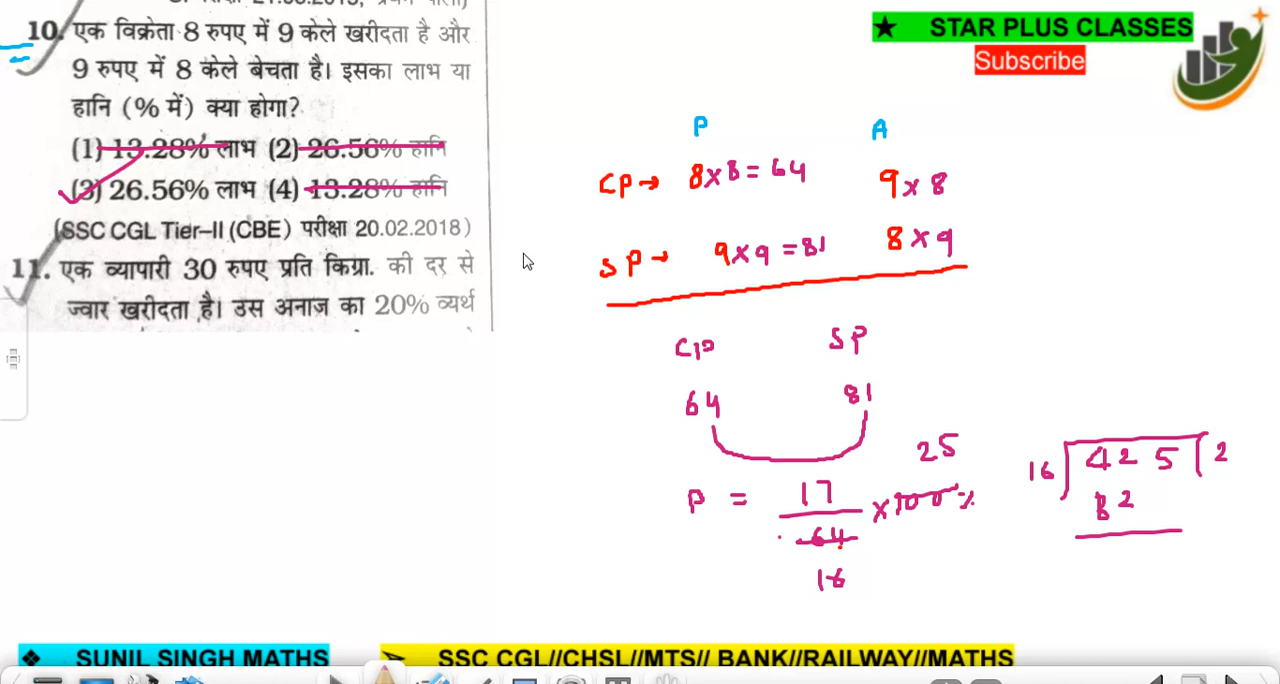 10. एक विक्रेता 8 रुपए में 9 केले खरीदता है और
9 रुपए में 8 केले बेचता है। इसका लाभ या
हानि (% में) क्या होगा?
(1) 13.28% लाभ (2) 26.56% हानि
(3) 26.56% लाभ (4) 13.28% हानि
(SSC CGL Tier–II (CBE) परीक्षा 20.02.2018)
11. एक व्यापारी 30 रुपए प्रति किग्रा. की दर से
ज्वार खरीदता है। उस अनाज का 20% व्यर्थ
★ STAR PLUS CLASSES
Subscribe
P A
CP → 8 × 8 = 64 9 × 8
SP → 9 × 9 = 81 8 × 9
CP SP
64 81
25
P = 17 × 100%
64
16
16 425 2
❖ SUNIL SINGH MATHS
➢ SSC CGL//CHSL//MTS// BANK//RAILWAY//MATHS